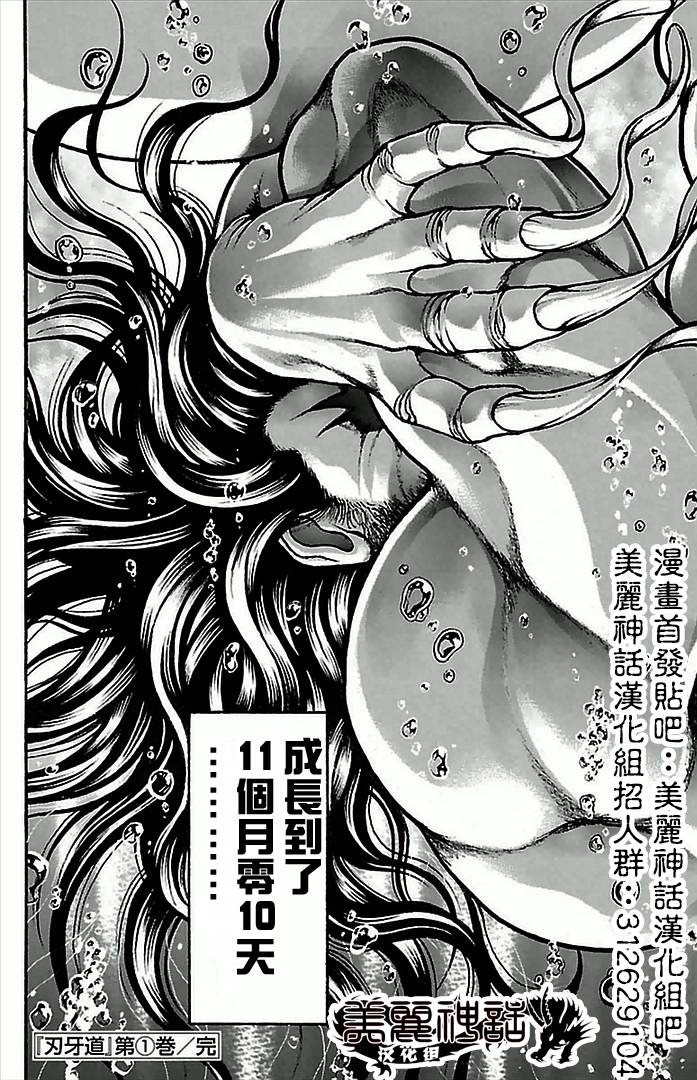 漫畫首發貼吧：美麗神話漢化組吧
美麗神話漢化組招人群：312629104
成長到了
11個月零10天
………………
美麗神話
汉化组
『刃牙道』第①巻／完